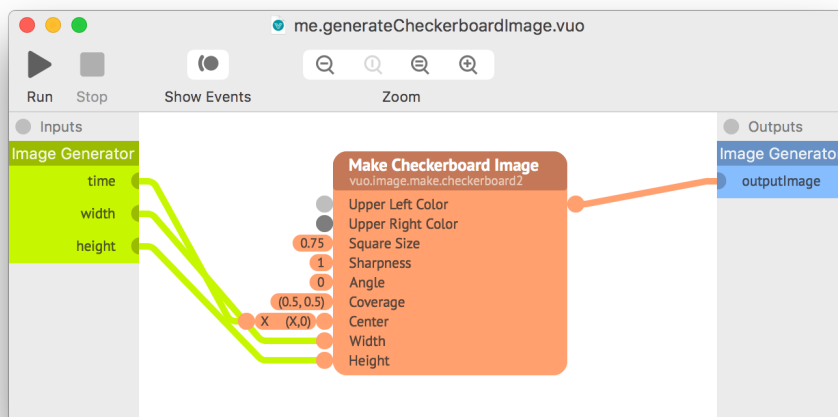 me.generateCheckerboardImage.vuo
Run
Stop
Show Events
Zoom
Inputs
Outputs
Image Generator
time
width
height
Make Checkerboard Image
vuo.image.make.checkerboard2
Upper Left Color
Upper Right Color
0.75 Square Size
1 Sharpness
0 Angle
(0.5, 0.5) Coverage
X (X,0) Center
Width
Height
Image Generato
outputImage